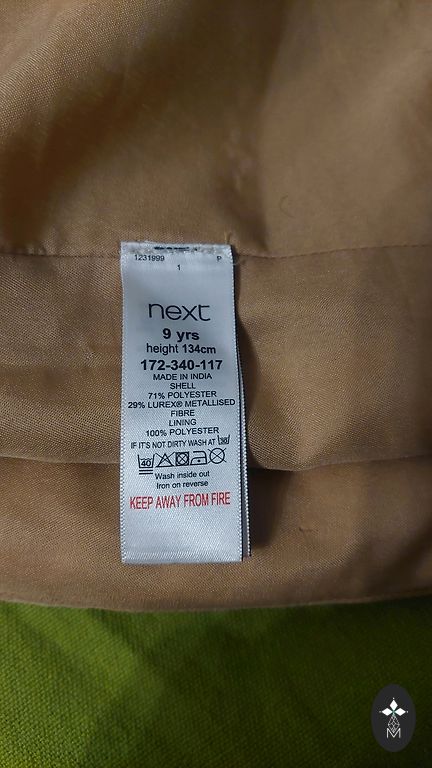 1231999 P
1
next
9 yrs
height 134cm
172-340-117
MADE IN INDIA
SHELL
71% POLYESTER
29% LUREX® METALLISED
FIBRE
LINING
100% POLYESTER
IF IT'S NOT DIRTY WASH AT 30
40
Wash inside out
Iron on reverse
KEEP AWAY FROM FIRE
M